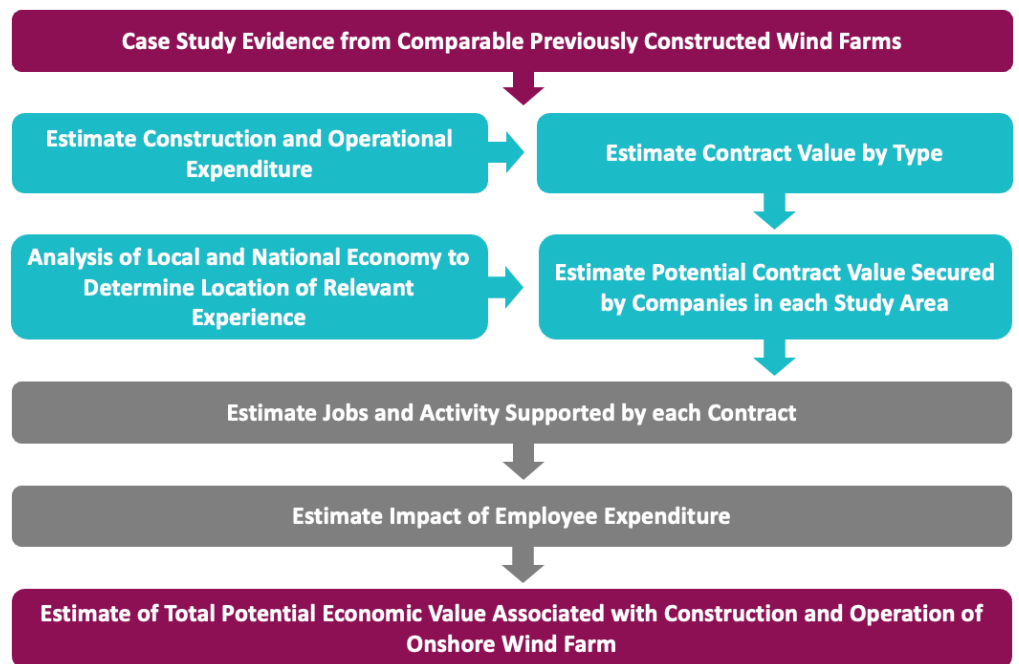 Case Study Evidence from Comparable Previously Constructed Wind Farms
Estimate Construction and Operational
Expenditure
Estimate Contract Value by Type
Analysis of Local and National Economy to
Determine Location of Relevant
Experience
Estimate Potential Contract Value Secured
by Companies in each Study Area
Estimate Jobs and Activity Supported by each Contract
Estimate Impact of Employee Expenditure
Estimate of Total Potential Economic Value Associated with Construction and Operation of
Onshore Wind Farm